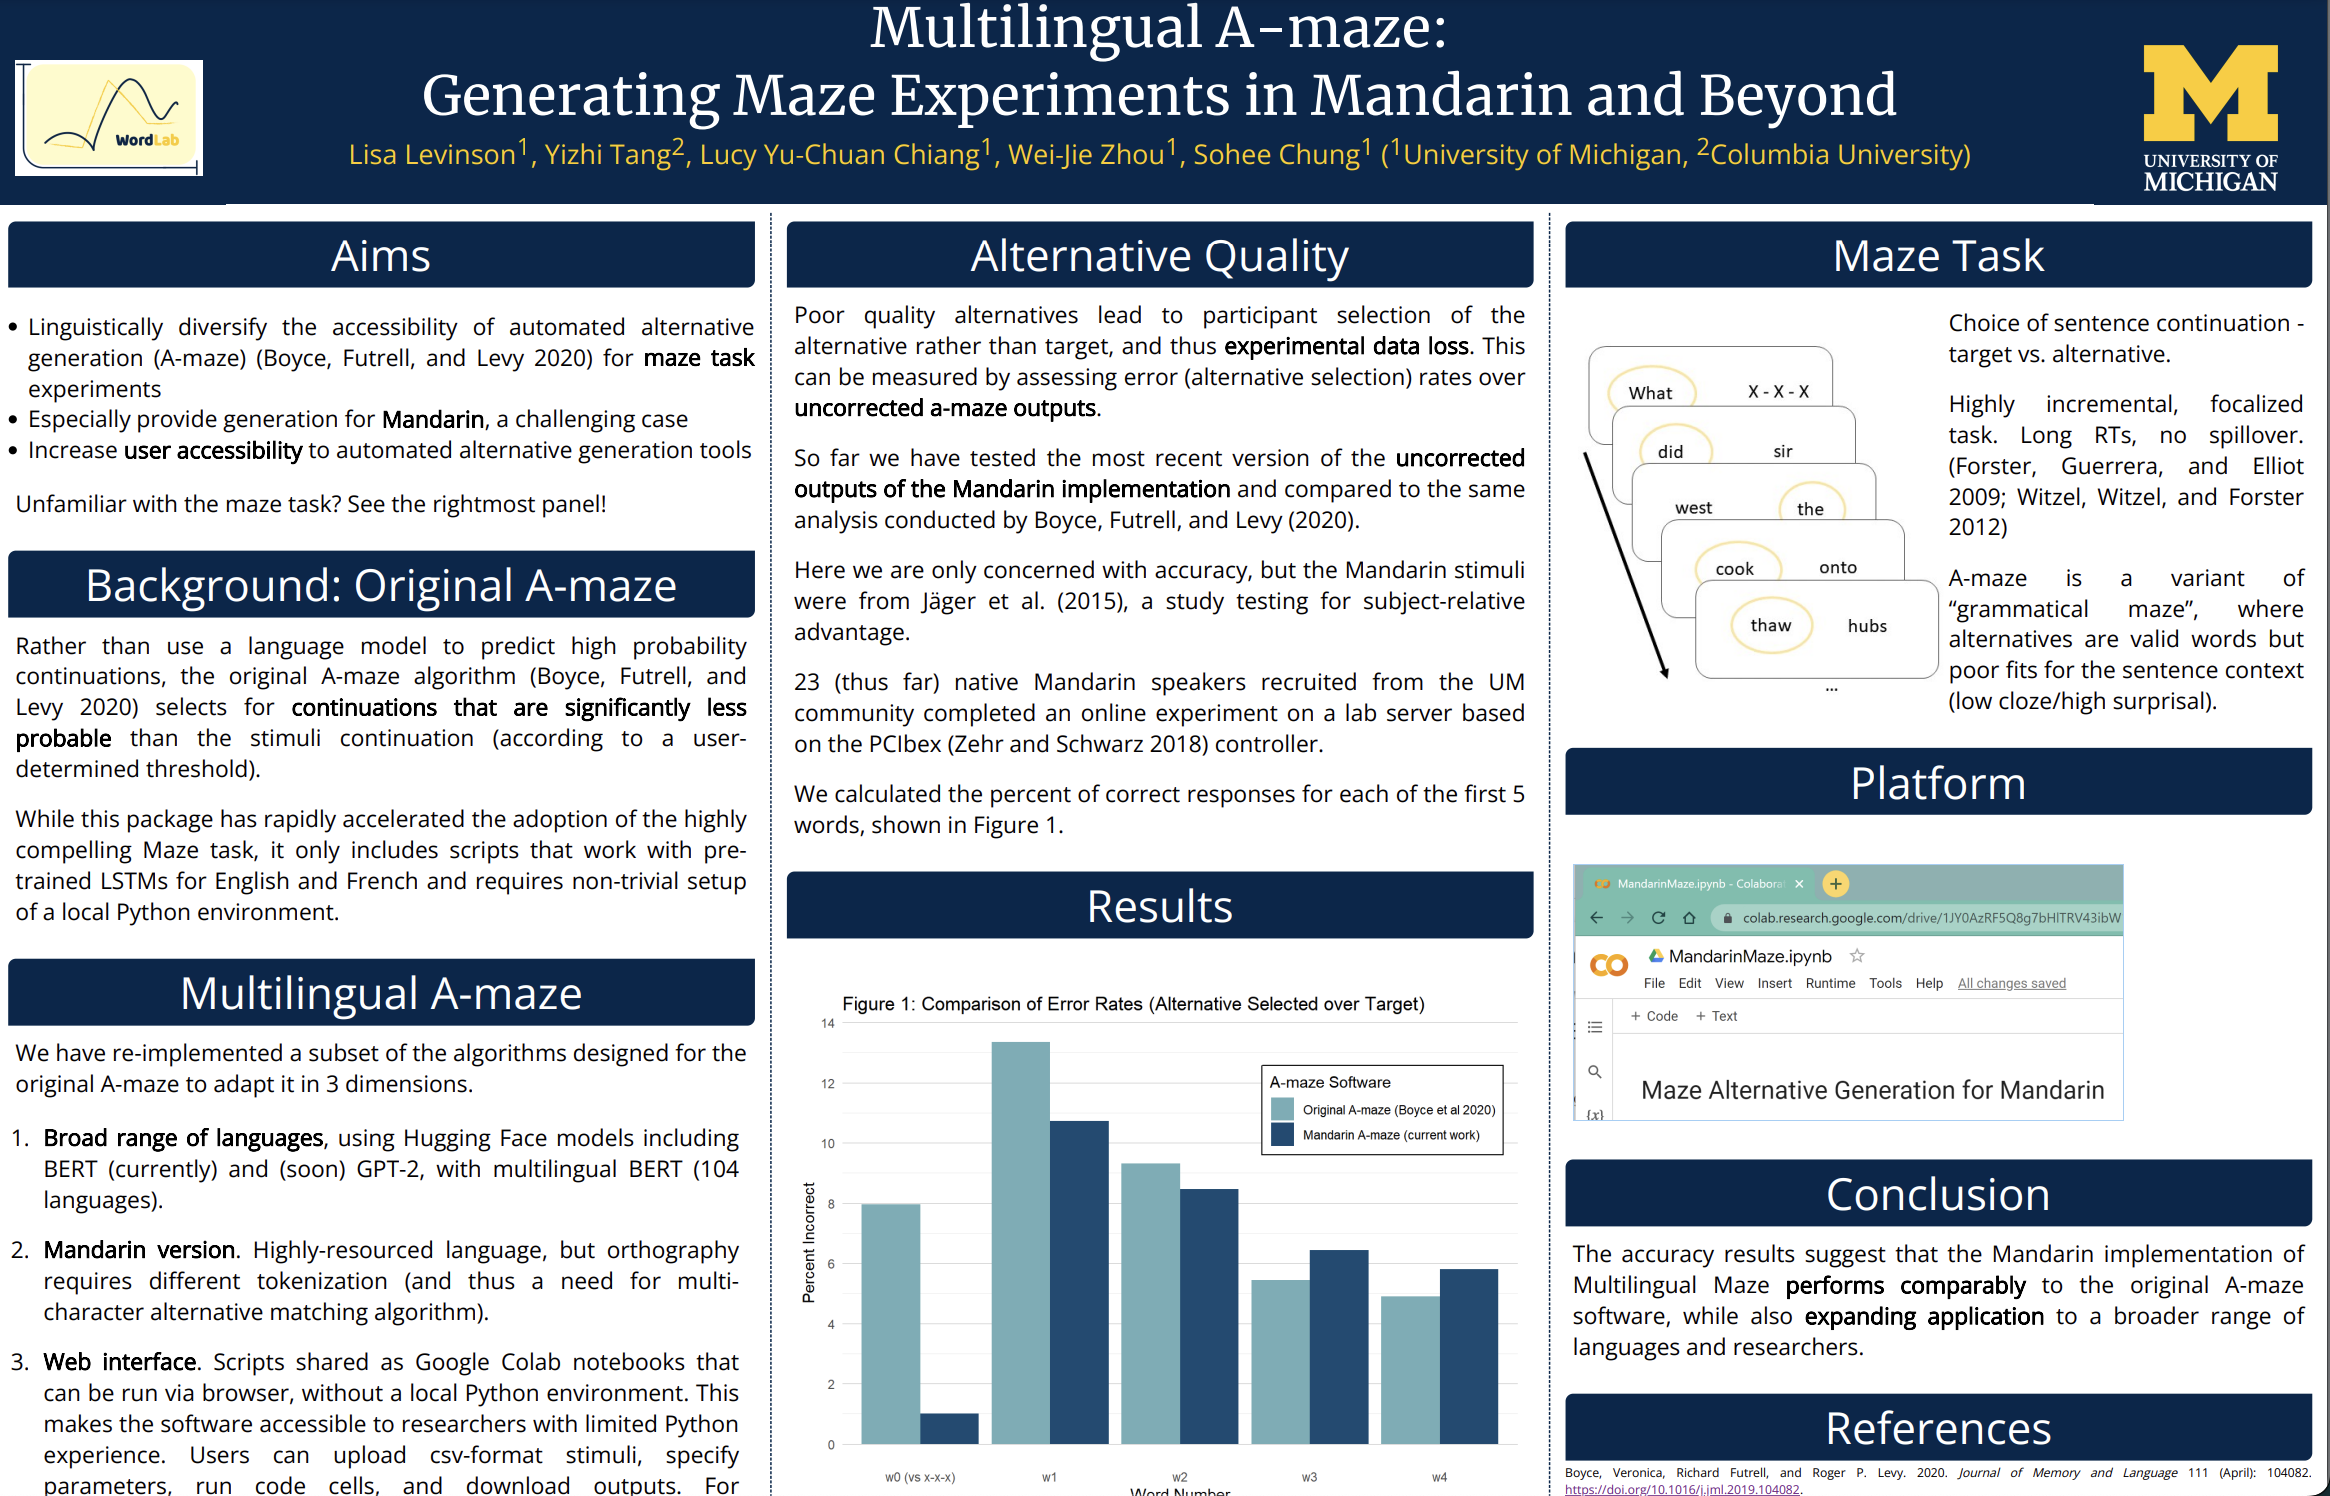 Multilingual A-maze:
Generating Maze Experiments in Mandarin and Beyond
Lisa Levinson1, Yizhi Tang2, Lucy Yu-Chuan Chiang1, Wei-Jie Zhou1, Sohee Chung1 (1University of Michigan, 2Columbia University)
WordLab
UNIVERSITY OF
MICHIGAN
Aims
• Linguistically diversify the accessibility of automated alternative
generation (A-maze) (Boyce, Futrell, and Levy 2020) for maze task
experiments
• Especially provide generation for Mandarin, a challenging case
• Increase user accessibility to automated alternative generation tools
Unfamiliar with the maze task? See the rightmost panel!
Background: Original A-maze
Rather than use a language model to predict high probability
continuations, the original A-maze algorithm (Boyce, Futrell, and
Levy 2020) selects for continuations that are significantly less
probable than the stimuli continuation (according to a user-
determined threshold).
While this package has rapidly accelerated the adoption of the highly
compelling Maze task, it only includes scripts that work with pre-
trained LSTMs for English and French and requires non-trivial setup
of a local Python environment.
Multilingual A-maze
We have re-implemented a subset of the algorithms designed for the
original A-maze to adapt it in 3 dimensions.
1. Broad range of languages, using Hugging Face models including
BERT (currently) and (soon) GPT-2, with multilingual BERT (104
languages).
2. Mandarin version. Highly-resourced language, but orthography
requires different tokenization (and thus a need for multi-
character alternative matching algorithm).
3. Web interface. Scripts shared as Google Colab notebooks that
can be run via browser, without a local Python environment. This
makes the software accessible to researchers with limited Python
experience. Users can upload csv-format stimuli, specify
parameters, run code cells, and download outputs. For
Alternative Quality
Poor quality alternatives lead to participant selection of the
alternative rather than target, and thus experimental data loss. This
can be measured by assessing error (alternative selection) rates over
uncorrected a-maze outputs.
So far we have tested the most recent version of the uncorrected
outputs of the Mandarin implementation and compared to the same
analysis conducted by Boyce, Futrell, and Levy (2020).
Here we are only concerned with accuracy, but the Mandarin stimuli
were from Jäger et al. (2015), a study testing for subject-relative
advantage.
23 (thus far) native Mandarin speakers recruited from the UM
community completed an online experiment on a lab server based
on the PCIbex (Zehr and Schwarz 2018) controller.
We calculated the percent of correct responses for each of the first 5
words, shown in Figure 1.
Results
Figure 1: Comparison of Error Rates (Alternative Selected over Target)
14
12
10
8
6
4
2
0
Percent Incorrect
A-maze Software
Original A-maze (Boyce et al 2020)
Mandarin A-maze (current work)
w0 (vs x-x-x) w1 w2 w3 w4
Word Number
Maze Task
What X - X - X
did sir
west the
cook onto
thaw hubs
...
Choice of sentence continuation -
target vs. alternative.
Highly incremental, focalized
task. Long RTs, no spillover.
(Forster, Guerrera, and Elliot
2009; Witzel, Witzel, and Forster
2012)
A-maze is a variant of
“grammatical maze”, where
alternatives are valid words but
poor fits for the sentence context
(low cloze/high surprisal).
Platform
MandarinMaze.ipynb - Colabora
colab.research.google.com/drive/1JY0AzRF5Q8g7bHlTRV43ibW
MandarinMaze.ipynb
File Edit View Insert Runtime Tools Help All changes saved
+ Code + Text
Maze Alternative Generation for Mandarin
{x}
Conclusion
The accuracy results suggest that the Mandarin implementation of
Multilingual Maze performs comparably to the original A-maze
software, while also expanding application to a broader range of
languages and researchers.
References
Boyce, Veronica, Richard Futrell, and Roger P. Levy. 2020. Journal of Memory and Language 111 (April): 104082.
https://doi.org/10.1016/j.jml.2019.104082.